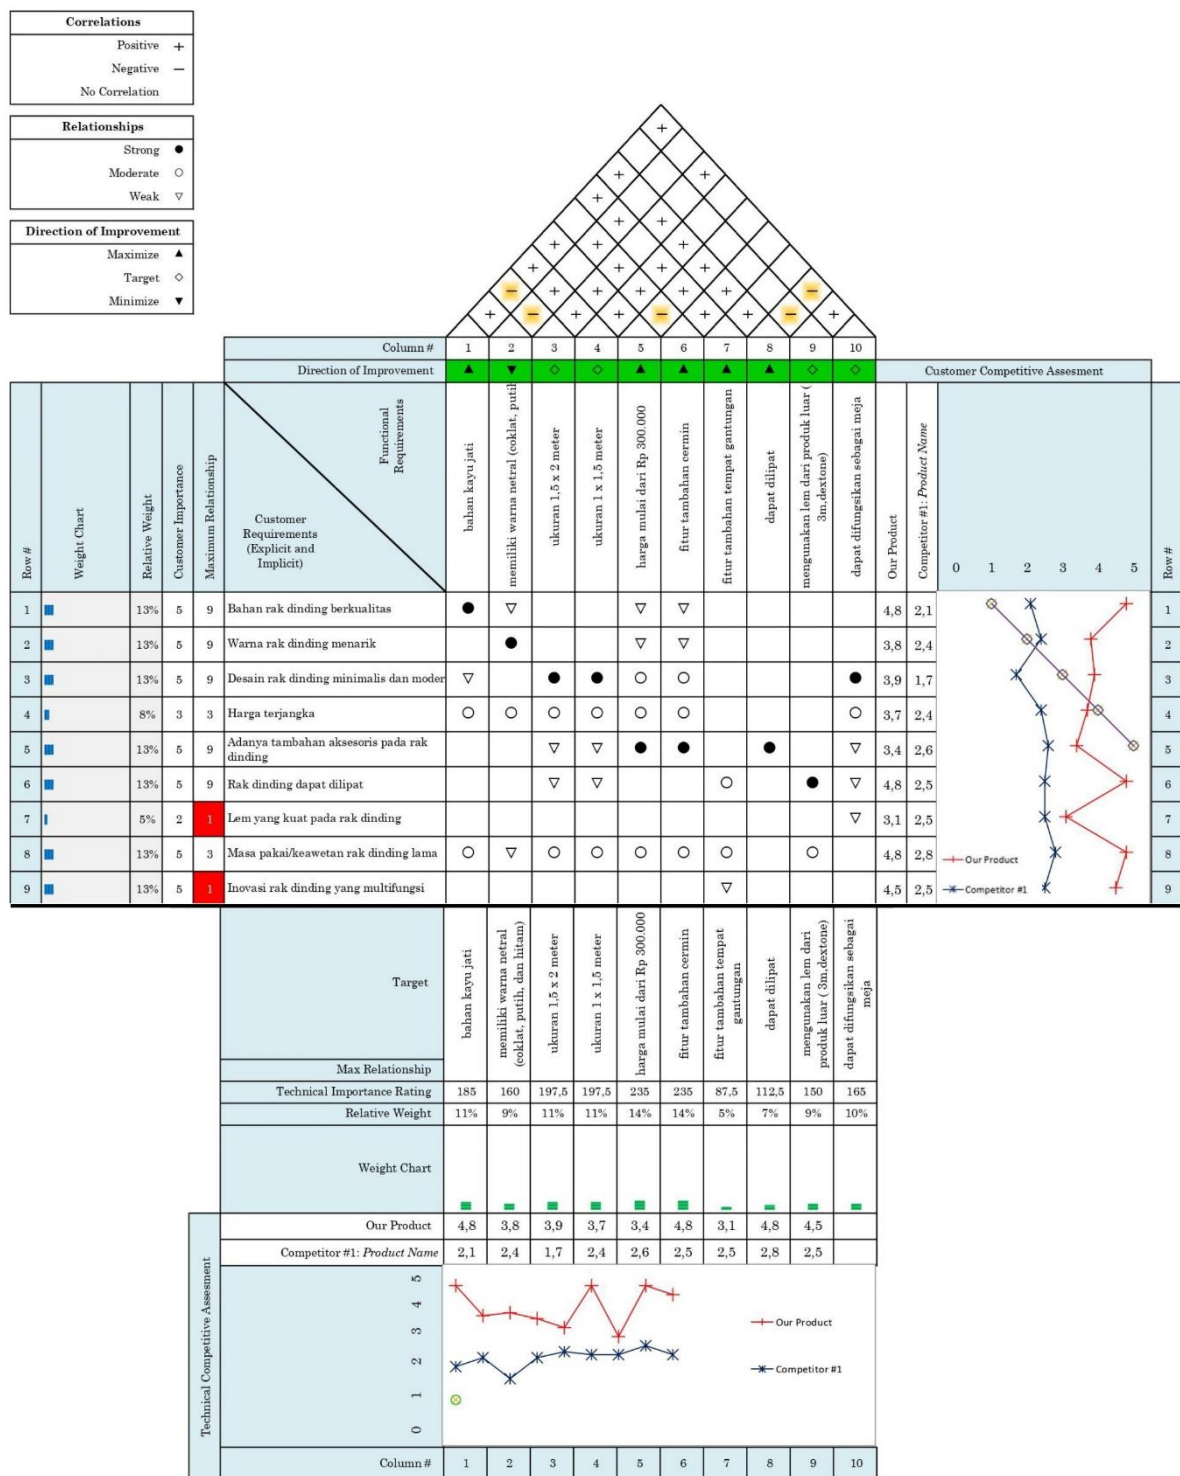 Correlations
Positive +
Negative −
No Correlation
Relationships
Strong ●
Moderate ○
Weak ▽
Direction of Improvement
Maximize ▲
Target ◇
Minimize ▼
Column # 1 2 3 4 5 6 7 8 9 10
Direction of Improvement ▲ ▼ ◇ ◇ ▲ ▲ ▲ ▲ ◇ ◇
Customer Competitive Assesment
Row #
Weight Chart
Relative Weight
Customer Importance
Maximum Relationship
Customer
Requirements
(Explicit and
Implicit)
Functional
Requirements
bahan kayu jati
memiliki warna netral (coklat, putih
ukuran 1,5 x 2 meter
ukuran 1 x 1,5 meter
harga mulai dari Rp 300.000
fitur tambahan cermin
fitur tambahan tempat gantungan
dapat dilipat
mengunakan lem dari produk luar (
3m,dextone)
dapat difungsikan sebagai meja
Our Product
Competitor #1: Product Name
0 1 2 3 4 5
Row #
1 13% 5 9 Bahan rak dinding berkualitas ● ▽ ▽ ▽ 4,8 2,1 1
2 13% 5 9 Warna rak dinding menarik ● ▽ ▽ 3,8 2,4 2
3 13% 5 9 Desain rak dinding minimalis dan moder ▽ ● ● ○ ○ ● 3,9 1,7 3
4 8% 3 3 Harga terjangka ○ ○ ○ ○ ○ ○ ○ 3,7 2,4 4
5 13% 5 9 Adanya tambahan aksesoris pada rak
dinding ▽ ▽ ● ● ● ▽ 3,4 2,6 5
6 13% 5 9 Rak dinding dapat dilipat ▽ ▽ ○ ● ▽ 4,8 2,5 6
7 5% 2 1 Lem yang kuat pada rak dinding ▽ 3,1 2,5 7
8 13% 5 3 Masa pakai/keawetan rak dinding lama ○ ▽ ○ ○ ○ ○ ○ ○ 4,8 2,8 8
9 13% 5 1 Inovasi rak dinding yang multifungsi ▽ 4,5 2,5 9
Our Product
Competitor #1
Target
bahan kayu jati
memiliki warna netral
(coklat, putih, dan hitam)
ukuran 1,5 x 2 meter
ukuran 1 x 1,5 meter
harga mulai dari Rp 300.000
fitur tambahan cermin
fitur tambahan tempat
gantungan
dapat dilipat
mengunakan lem dari
produk luar ( 3m,dextone)
dapat difungsikan sebagai
meja
Max Relationship
Technical Importance Rating 185 160 197,5 197,5 235 235 87,5 112,5 150 165
Relative Weight 11% 9% 11% 11% 14% 14% 5% 7% 9% 10%
Weight Chart
Technical Competitive Assesment
Our Product 4,8 3,8 3,9 3,7 3,4 4,8 3,1 4,8 4,5
Competitor #1: Product Name 2,1 2,4 1,7 2,4 2,6 2,5 2,5 2,8 2,5
5
4
3
2
1
0
Our Product
Competitor #1
Column # 1 2 3 4 5 6 7 8 9 10